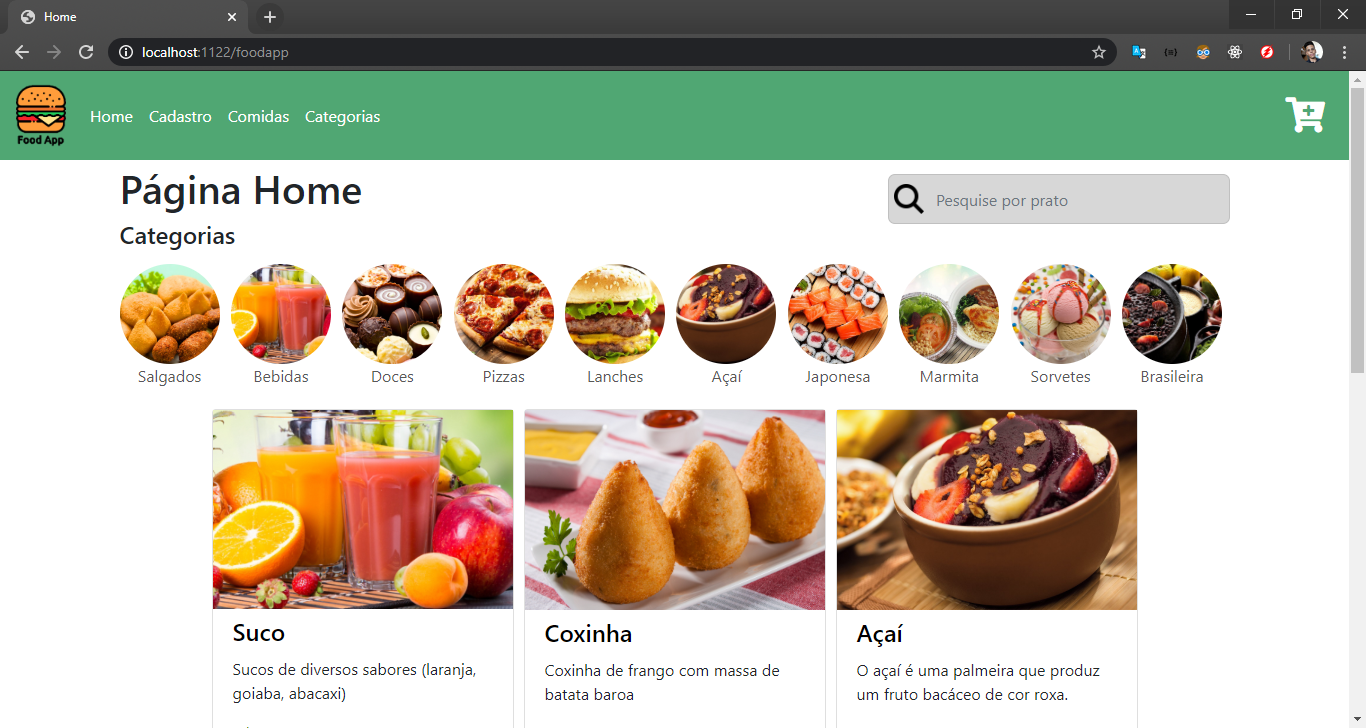 Home
localhost:1122/foodapp
Food App
Home Cadastro Comidas Categorias
Página Home
Pesquise por prato
Categorias
Salgados Bebidas Doces Pizzas Lanches Açaí Japonesa Marmita Sorvetes Brasileira
Suco
Sucos de diversos sabores (laranja,
goiaba, abacaxi)
Coxinha
Coxinha de frango com massa de
batata baroa
Açaí
O açaí é uma palmeira que produz
um fruto bacáceo de cor roxa.